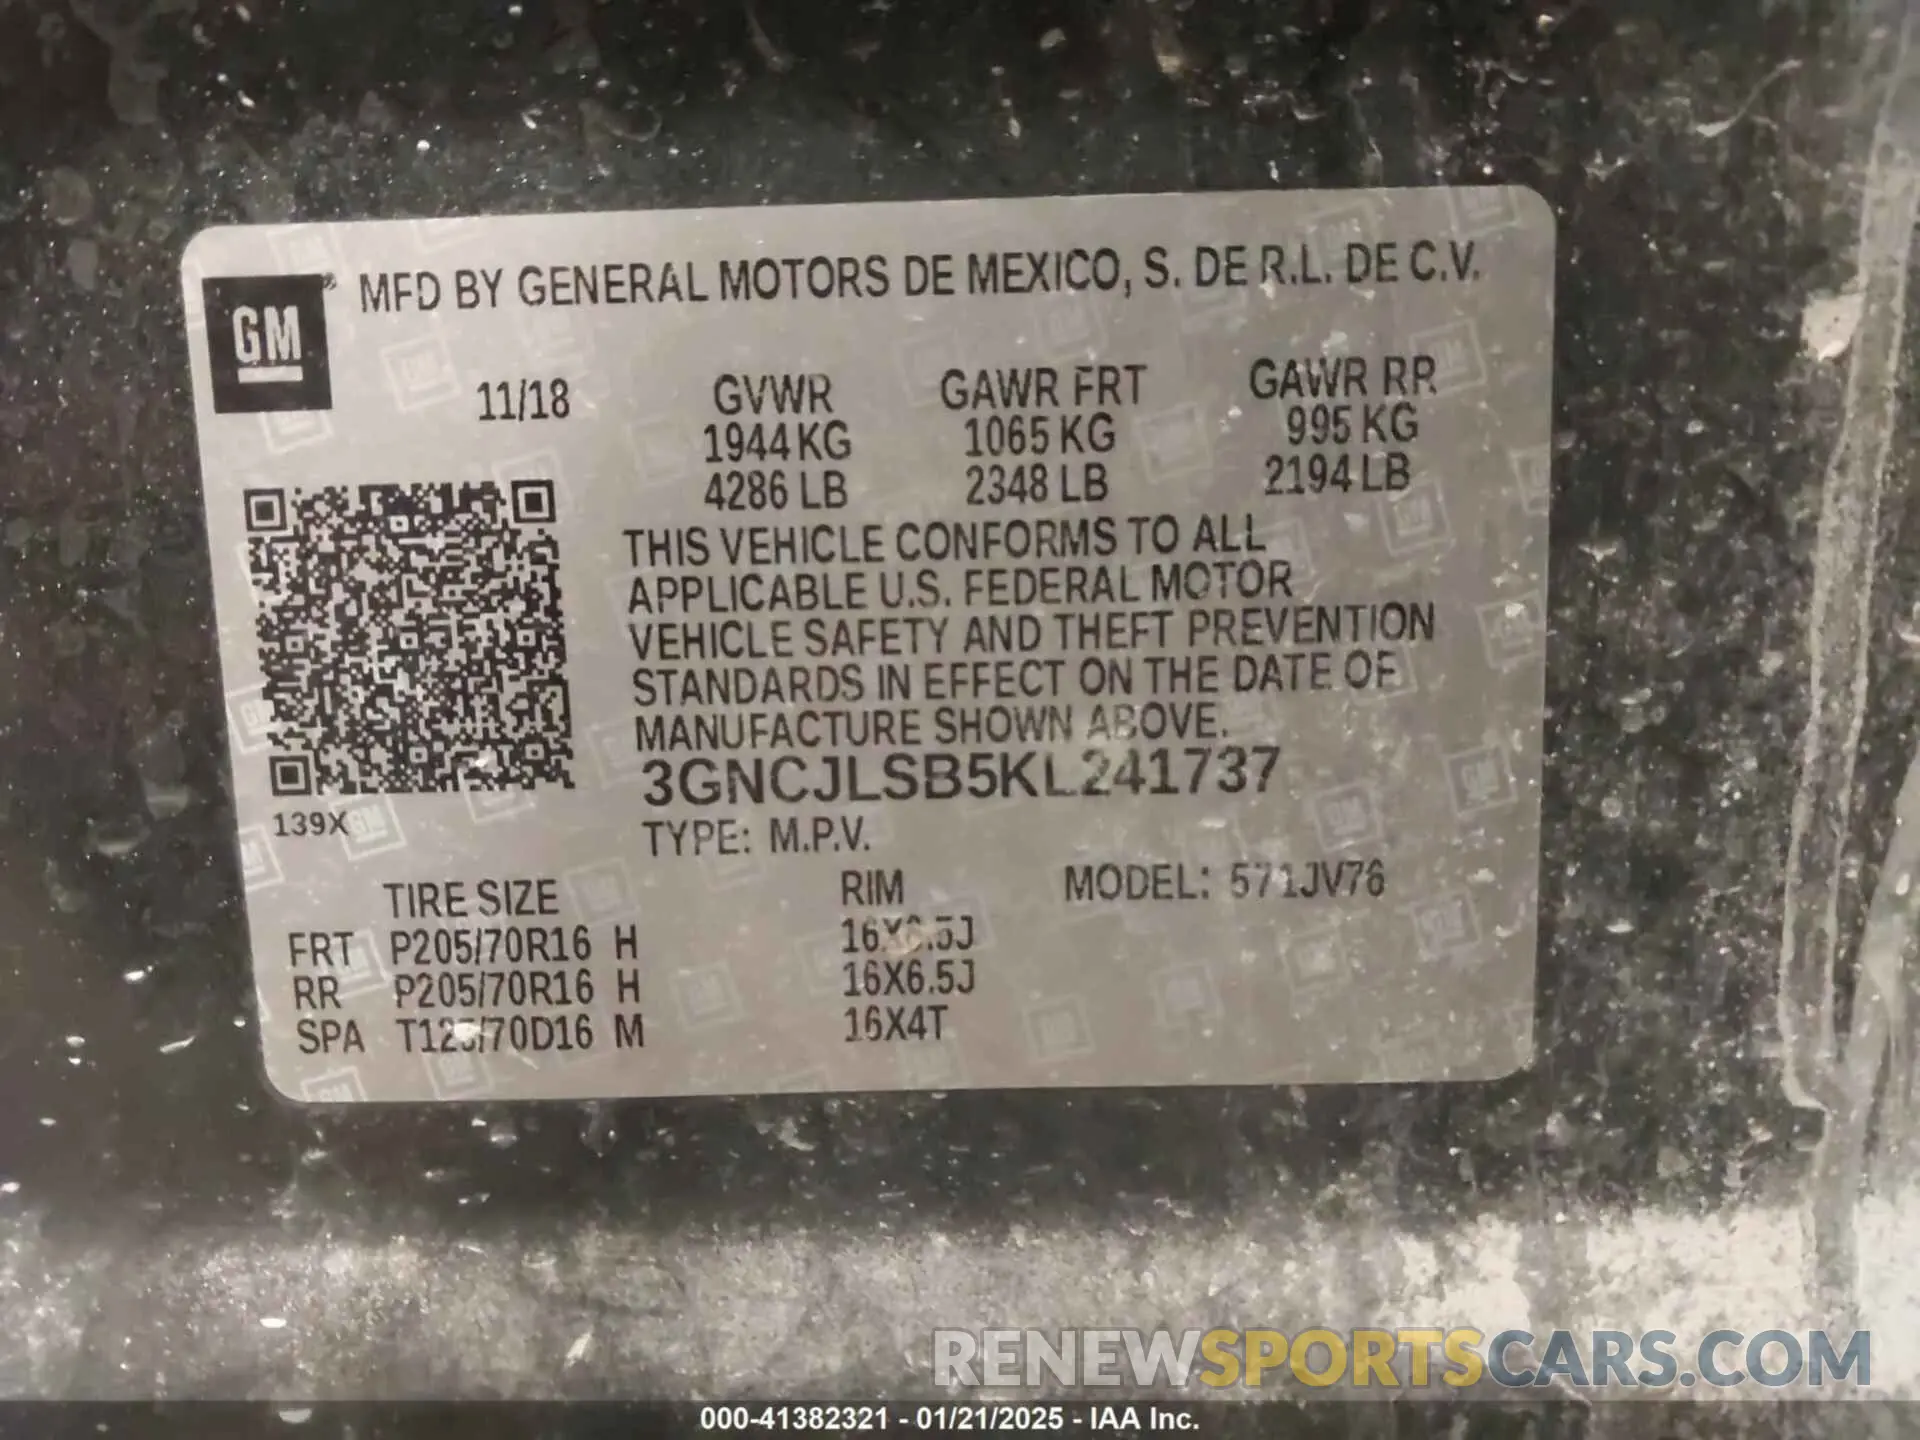 GM® MFD BY GENERAL MOTORS DE MEXICO, S. DE R.L. DE C.V.
11/18 GVWR GAWR FRT GAWR RR
1944 KG 1065 KG 995 KG
4286 LB 2348 LB 2194 LB
THIS VEHICLE CONFORMS TO ALL
APPLICABLE U.S. FEDERAL MOTOR
VEHICLE SAFETY AND THEFT PREVENTION
STANDARDS IN EFFECT ON THE DATE OF
MANUFACTURE SHOWN ABOVE.
3GNCJLSB5KL241737
139X
TYPE: M.P.V.
TIRE SIZE RIM MODEL: 571JV76
FRT P205/70R16 H 16X6.5J
RR P205/70R16 H 16X6.5J
SPA T125/70D16 M 16X4T
RENEWSPORTSCARS.COM
000-41382321 - 01/21/2025 - IAA Inc.